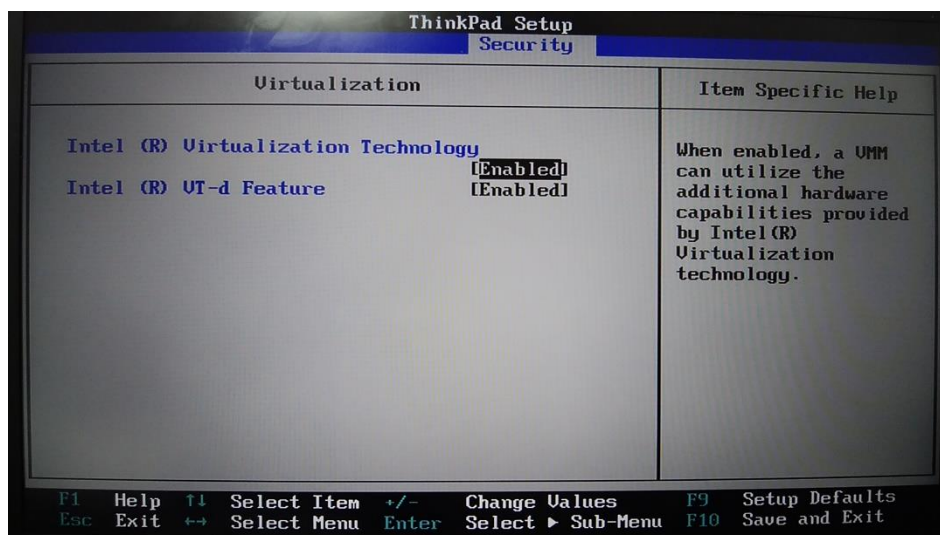 ThinkPad Setup
Security
Virtualization
Item Specific Help
Intel (R) Virtualization Technology
[Enabled]
Intel (R) VT-d Feature [Enabled]
When enabled, a VMM
can utilize the
additional hardware
capabilities provided
by Intel(R)
Virtualization
technology.
F1 Help ↑↓ Select Item +/- Change Values F9 Setup Defaults
Esc Exit ←→ Select Menu Enter Select ▶ Sub-Menu F10 Save and Exit